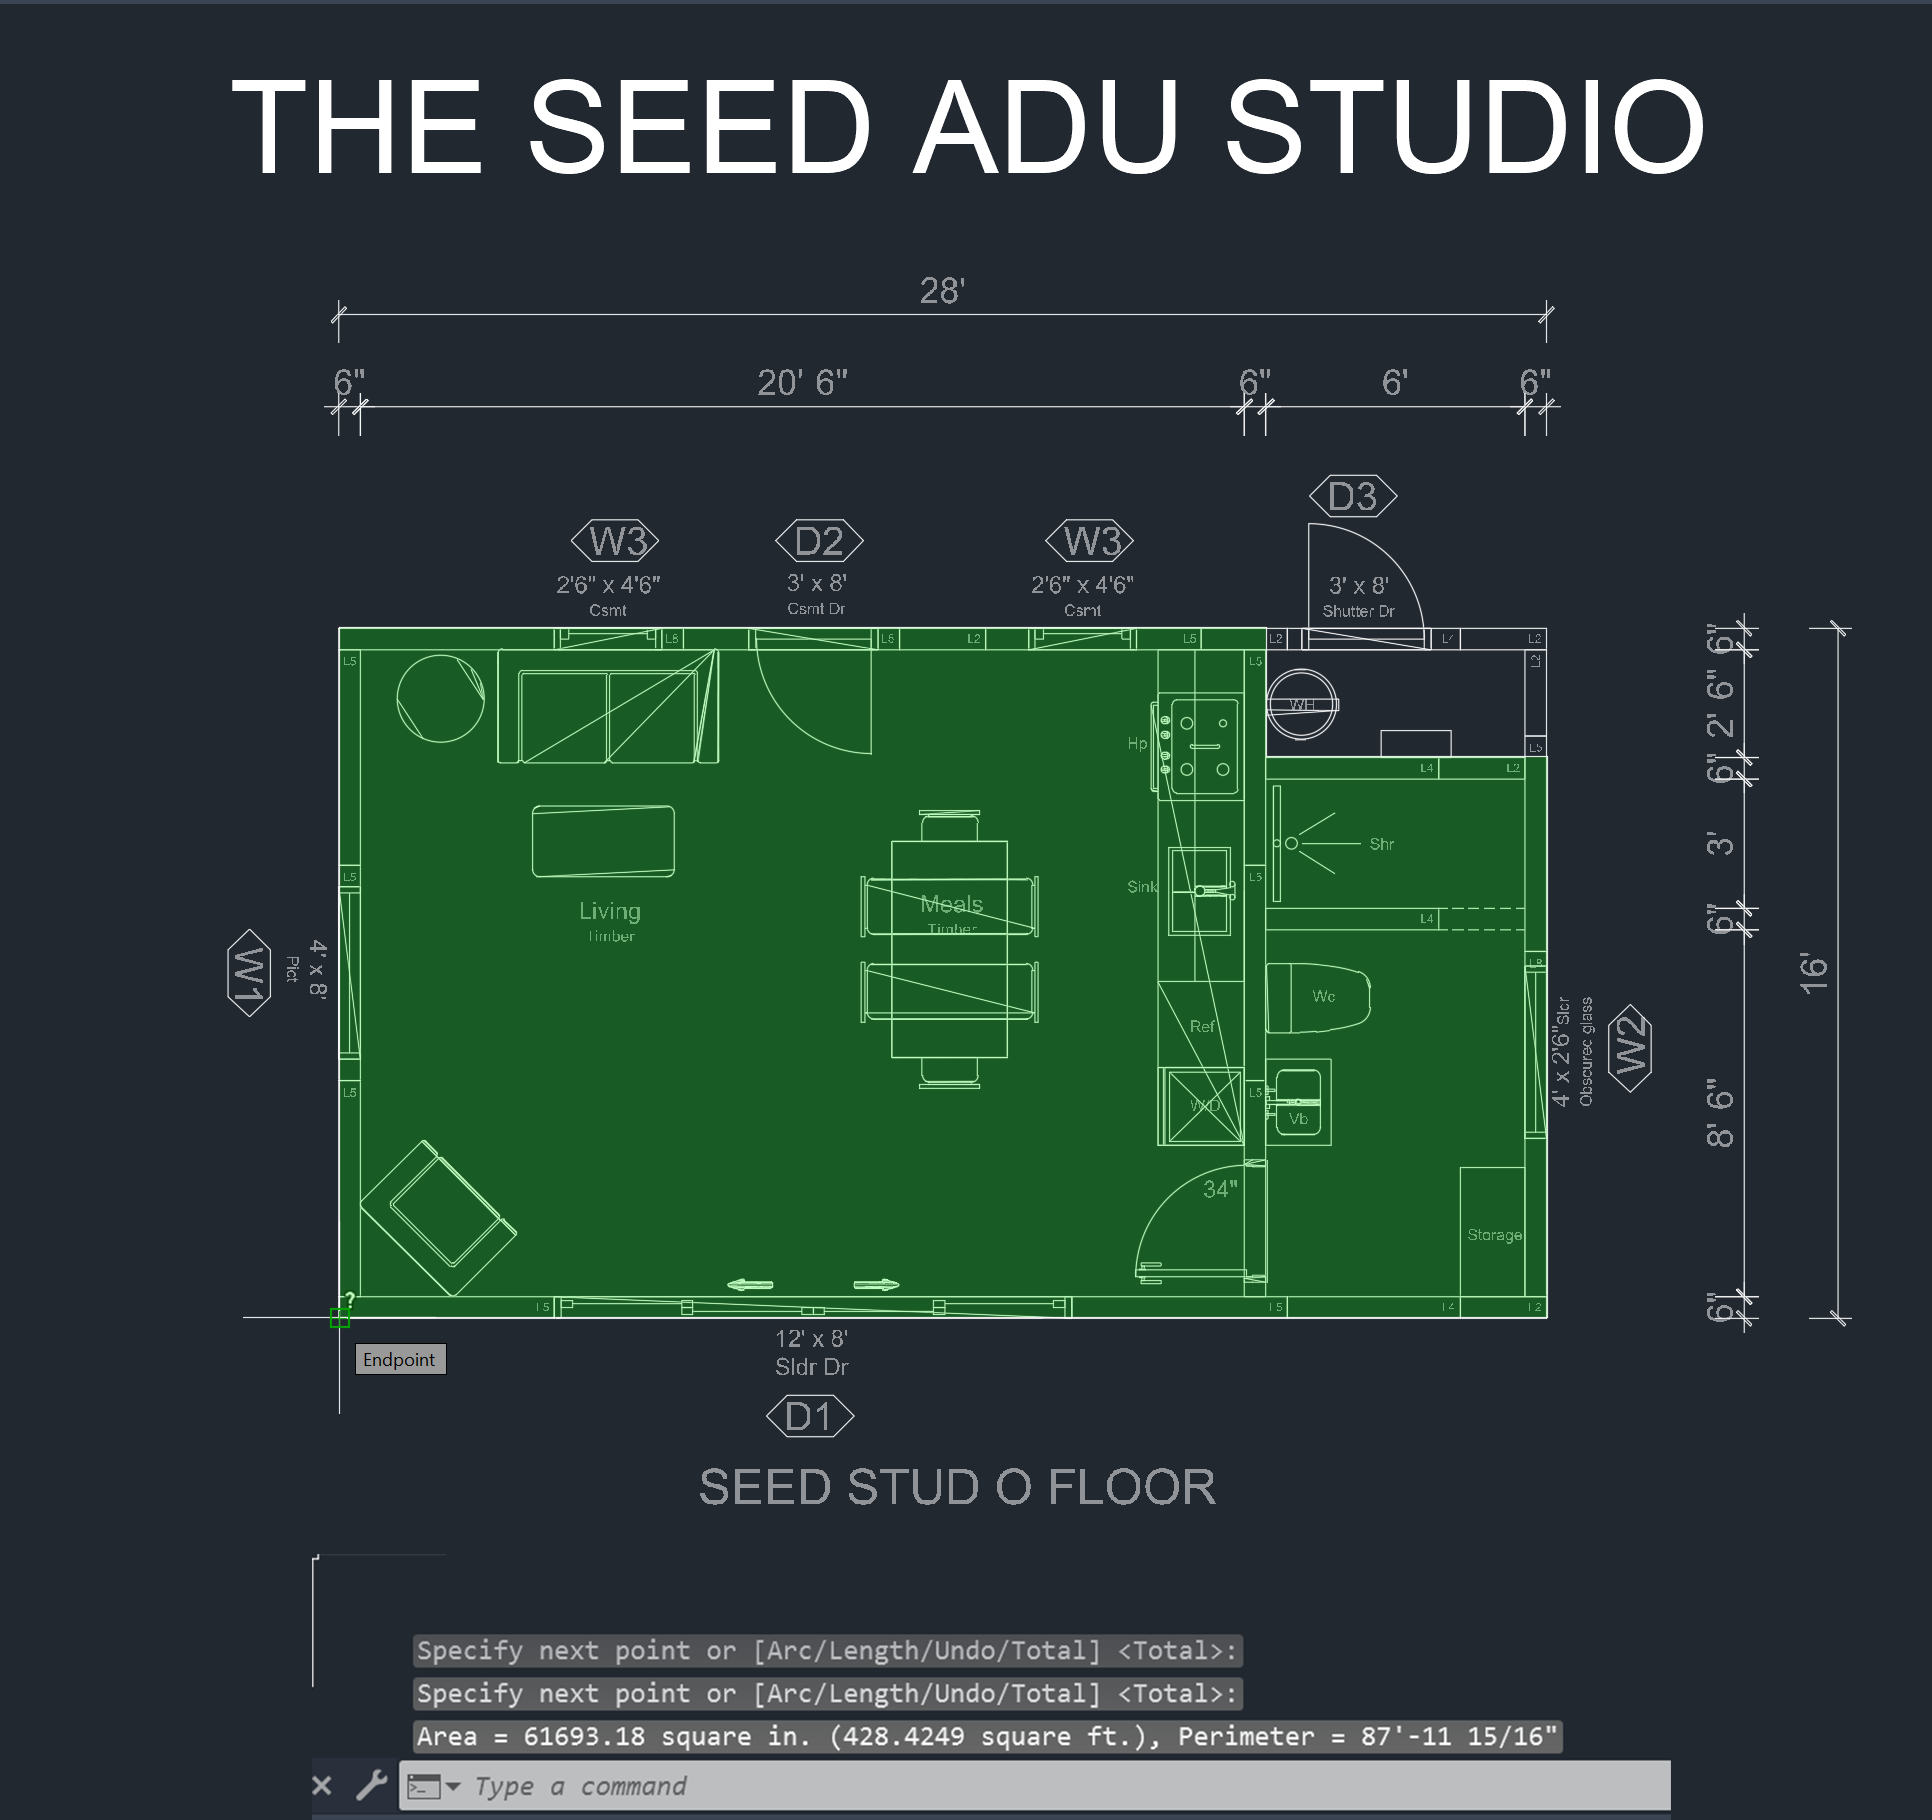 THE SEED ADU STUDIO
28'
6" 20' 6" 6" 6' 6"
D3
W3 D2 W3
2'6" x 4'6" 3' x 8' 2'6" x 4'6" 3' x 8'
Csmt Csmt Dr Csmt Shutter Dr
L8 L6 L2 L5 L2 L4 L2
L5 L5 L2
WH
Hp
L5
L4 L2
Shr
L5 L5
Sink
Living Meals
Timber Timber
L4
L8
W1
4' x 8'
Pict
Wc
Ref
L5 L5
W/D
Vb
34"
Storage
4' x 2'6" Sldr
Obscured glass
W2
6"
2' 6"
6"
3'
6"
8' 6"
6"
16'
L5 L5 L4 L2
Endpoint
12' x 8'
Sldr Dr
D1
SEED STUD O FLOOR
Specify next point or [Arc/Length/Undo/Total] <Total>:
Specify next point or [Arc/Length/Undo/Total] <Total>:
Area = 61693.18 square in. (428.4249 square ft.), Perimeter = 87'-11 15/16"
Type a command